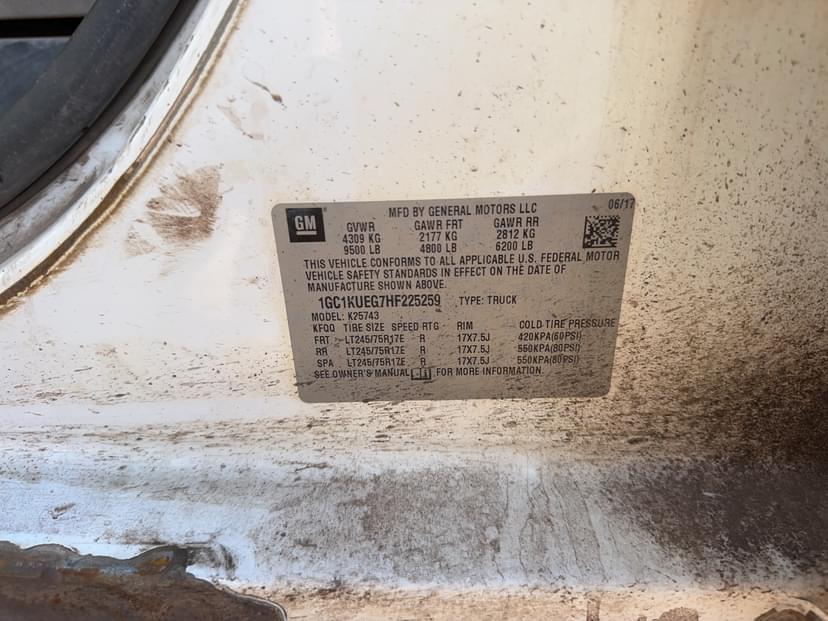 GM
MFD BY GENERAL MOTORS LLC 06/17
GVWR GAWR FRT GAWR RR
4309 KG 2177 KG 2812 KG
9500 LB 4800 LB 6200 LB
THIS VEHICLE CONFORMS TO ALL APPLICABLE U.S. FEDERAL MOTOR
VEHICLE SAFETY STANDARDS IN EFFECT ON THE DATE OF
MANUFACTURE SHOWN ABOVE.
1GC1KUEG7HF225259 TYPE: TRUCK
MODEL: K25743
KFQQ TIRE SIZE SPEED RTG RIM COLD TIRE PRESSURE
FRT LT245/75R17E R 17X7.5J 420KPA(60PSI)
RR LT245/75R17E R 17X7.5J 550KPA(80PSI)
SPA LT245/75R17E R 17X7.5J 550KPA(80PSI)
SEE OWNER'S MANUAL FOR MORE INFORMATION.